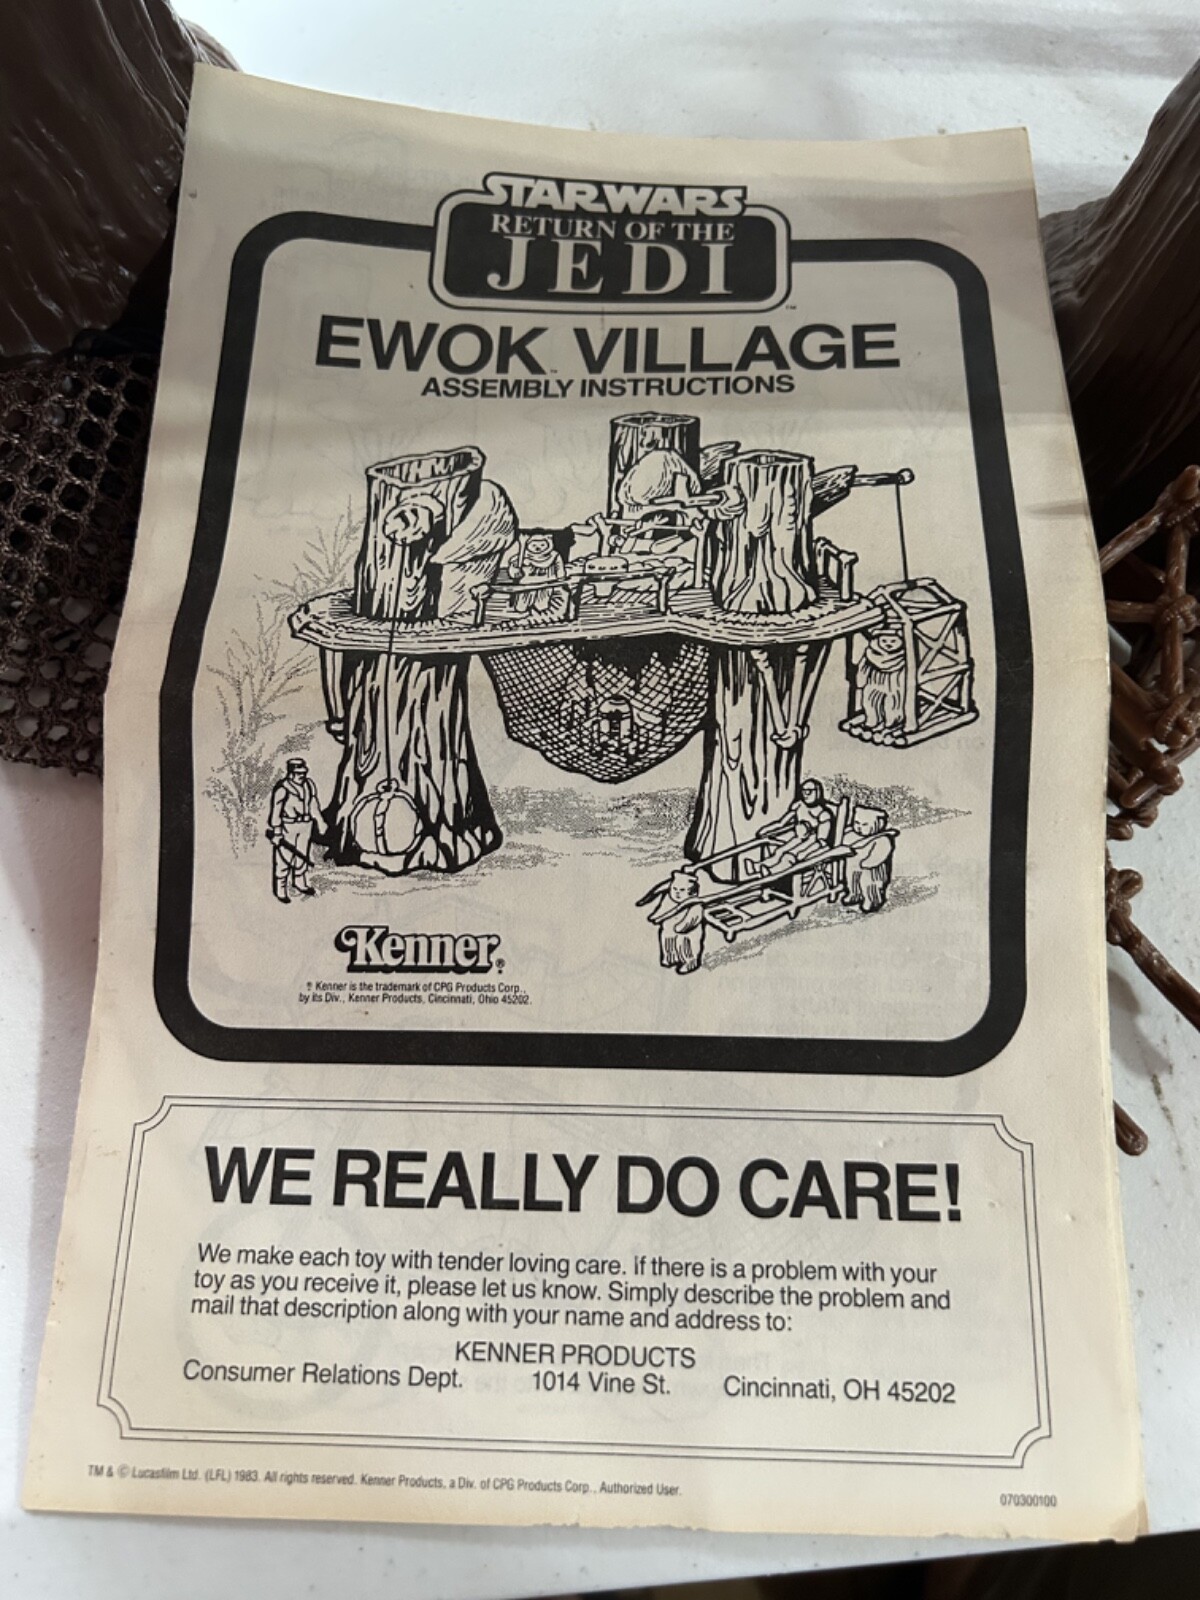 STAR WARS
RETURN OF THE
JEDI
™
EWOK™ VILLAGE
ASSEMBLY INSTRUCTIONS
Kenner®
® Kenner is the trademark of CPG Products Corp.,
by its Div., Kenner Products, Cincinnati, Ohio 45202.
WE REALLY DO CARE!
We make each toy with tender loving care. If there is a problem with your
toy as you receive it, please let us know. Simply describe the problem and
mail that description along with your name and address to:
KENNER PRODUCTS
Consumer Relations Dept. 1014 Vine St. Cincinnati, OH 45202
TM & © Lucasfilm Ltd. (LFL) 1983. All rights reserved. Kenner Products, a Div. of CPG Products Corp., Authorized User.
070300100